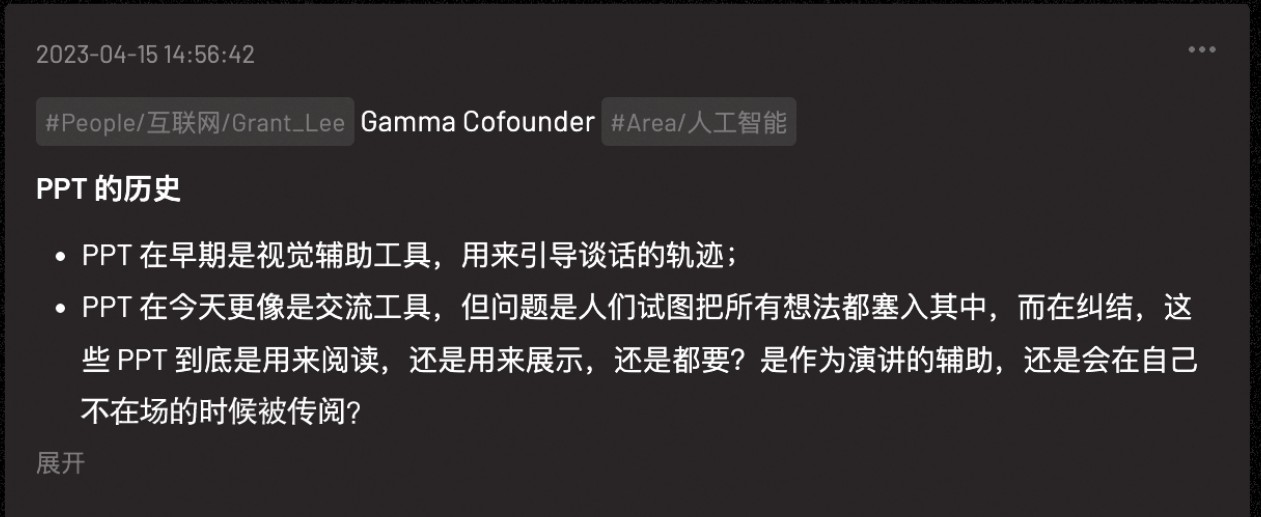 2023-04-15 14:56:42
#People/互联网/Grant_Lee Gamma Cofounder #Area/人工智能
PPT 的历史
• PPT 在早期是视觉辅助工具，用来引导谈话的轨迹；
• PPT 在今天更像是交流工具，但问题是人们试图把所有想法都塞入其中，而在纠结，这
些 PPT 到底是用来阅读，还是用来展示，还是都要？是作为演讲的辅助，还是会在自己
不在场的时候被传阅？
展开